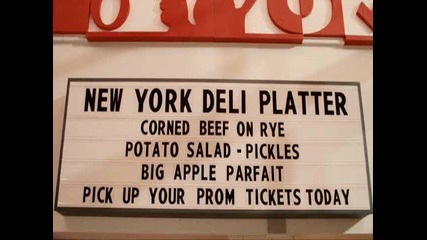 NEW YORK DELI PLATTER
CORNED BEEF ON RYE
POTATO SALAD - PICKLES
BIG APPLE PARFAIT
PICK UP YOUR PROM TICKETS TODAY